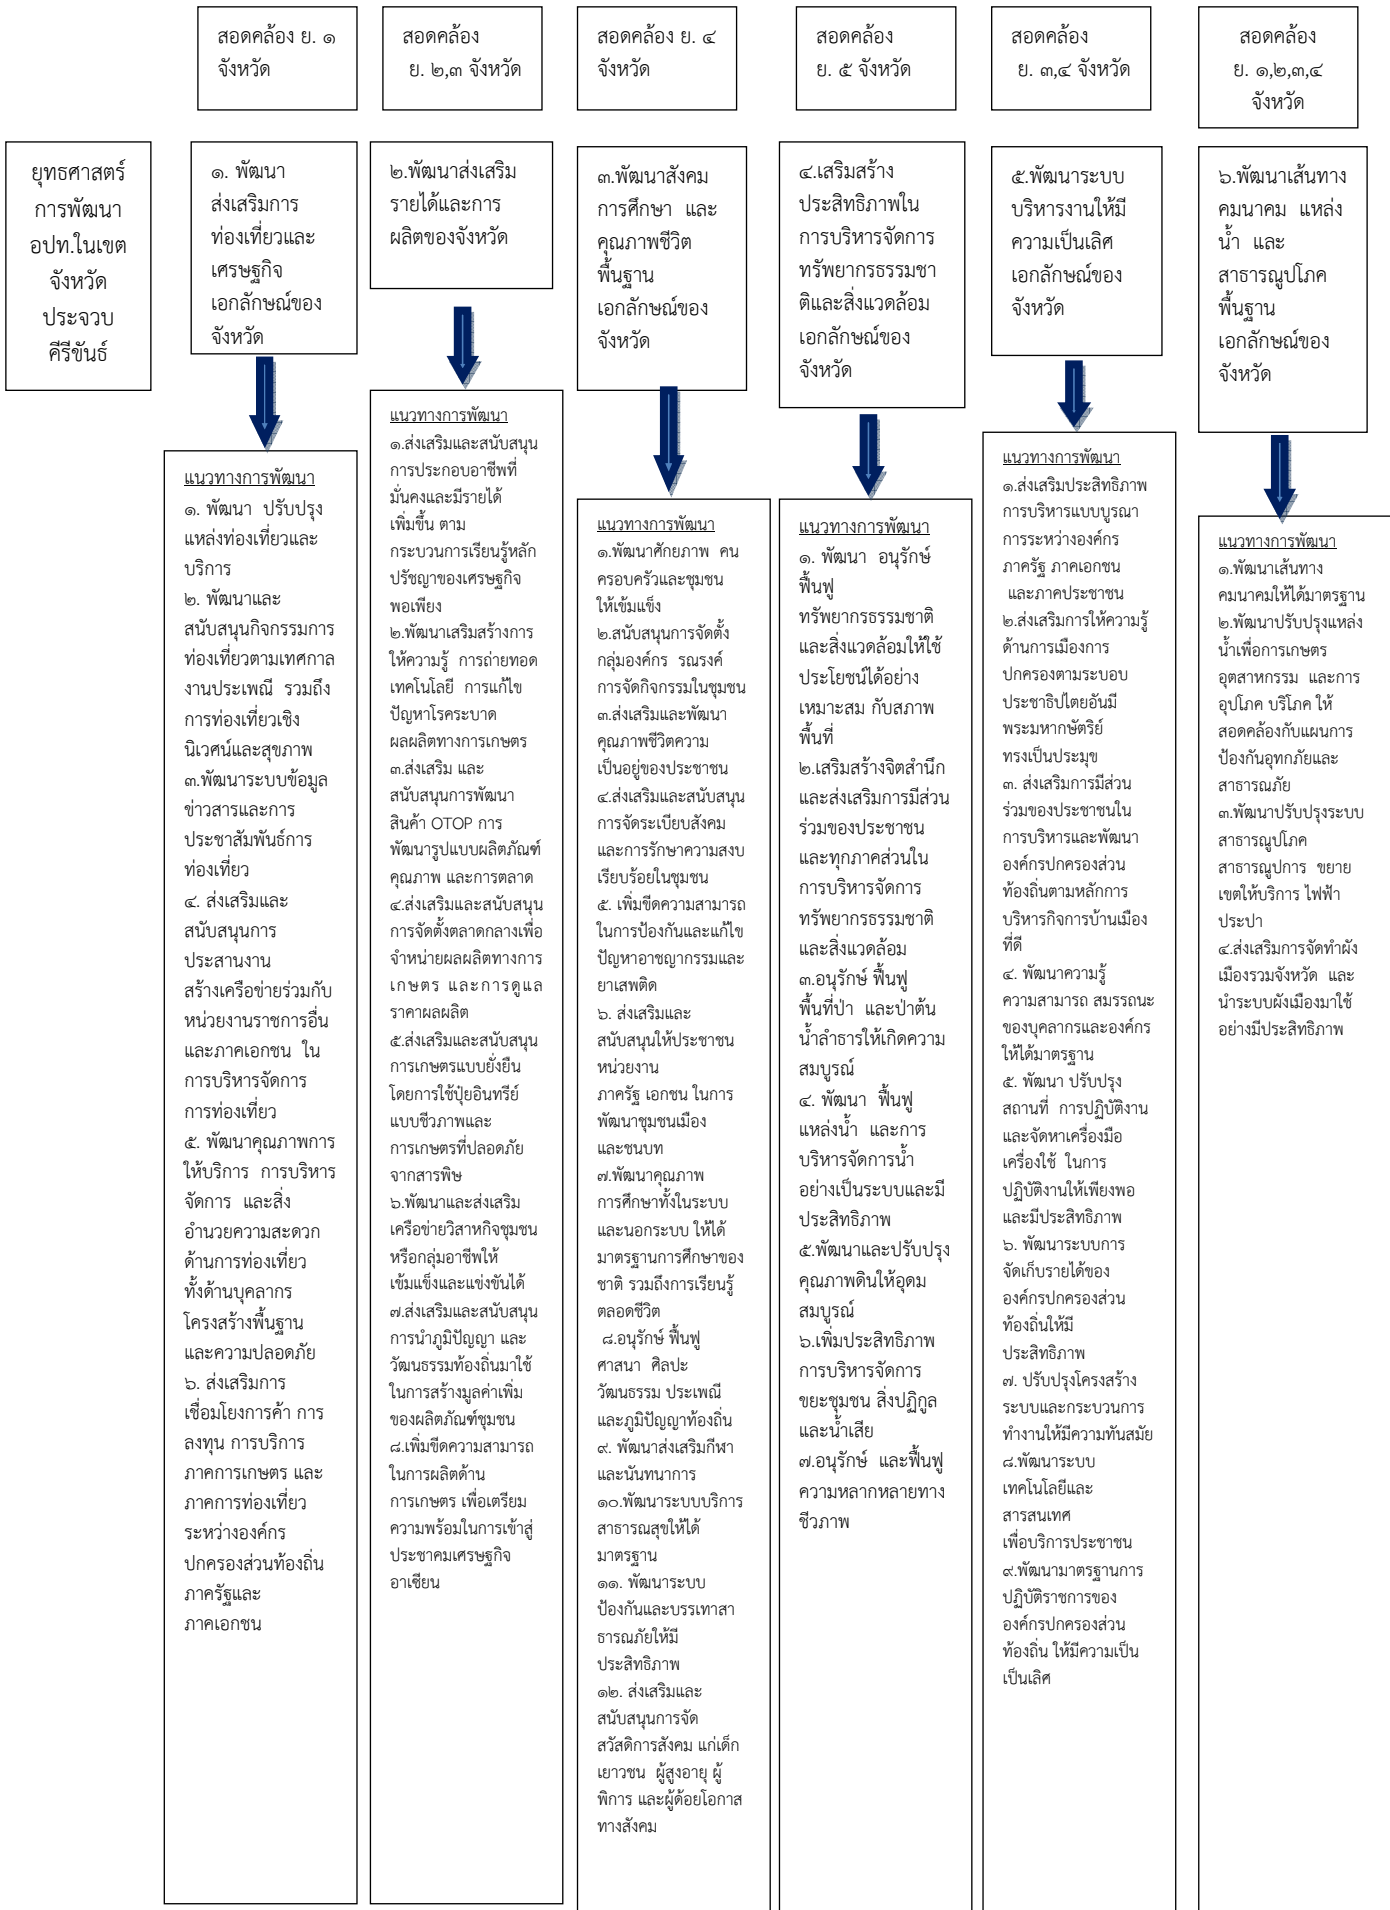 สอดคล้อง ย. ๑
จังหวัด
สอดคล้อง
ย. ๒,๓ จังหวัด
สอดคล้อง ย. ๔
จังหวัด
สอดคล้อง
ย. ๕ จังหวัด
สอดคล้อง
ย. ๓,๔ จังหวัด
สอดคล้อง
ย. ๑,๒,๓,๔
จังหวัด
ยุทธศาสตร์
การพัฒนา
อปท.ในเขต
จังหวัด
ประจวบ
คีรีขันธ์
๑. พัฒนา
ส่งเสริมการ
ท่องเที่ยวและ
เศรษฐกิจ
เอกลักษณ์ของ
จังหวัด
๒.พัฒนาส่งเสริม
รายได้และการ
ผลิตของจังหวัด
๓.พัฒนาสังคม
การศึกษา และ
คุณภาพชีวิต
พื้นฐาน
เอกลักษณ์ของ
จังหวัด
๔.เสริมสร้าง
ประสิทธิภาพใน
การบริหารจัดการ
ทรัพยากรธรรมชา
ติและสิ่งแวดล้อม
เอกลักษณ์ของ
จังหวัด
๕.พัฒนาระบบ
บริหารงานให้มี
ความเป็นเลิศ
เอกลักษณ์ของ
จังหวัด
๖.พัฒนาเส้นทาง
คมนาคม แหล่ง
น้ำ และ
สาธารณูปโภค
พื้นฐาน
เอกลักษณ์ของ
จังหวัด
แนวทางการพัฒนา
๑. พัฒนา ปรับปรุง
แหล่งท่องเที่ยวและ
บริการ
๒. พัฒนาและ
สนับสนุนกิจกรรมการ
ท่องเที่ยวตามเทศกาล
งานประเพณี รวมถึง
การท่องเที่ยวเชิง
นิเวศน์และสุขภาพ
๓.พัฒนาระบบข้อมูล
ข่าวสารและการ
ประชาสัมพันธ์การ
ท่องเที่ยว
๔. ส่งเสริมและ
สนับสนุนการ
ประสานงาน
สร้างเครือข่ายร่วมกับ
หน่วยงานราชการอื่น
และภาคเอกชน ใน
การบริหารจัดการ
การท่องเที่ยว
๕. พัฒนาคุณภาพการ
ให้บริการ การบริหาร
จัดการ และสิ่ง
อำนวยความสะดวก
ด้านการท่องเที่ยว
ทั้งด้านบุคลากร
โครงสร้างพื้นฐาน
และความปลอดภัย
๖. ส่งเสริมการ
เชื่อมโยงการค้า การ
ลงทุน การบริการ
ภาคการเกษตร และ
ภาคการท่องเที่ยว
ระหว่างองค์กร
ปกครองส่วนท้องถิ่น
ภาครัฐและ
ภาคเอกชน
แนวทางการพัฒนา
๑.ส่งเสริมและสนับสนุน
การประกอบอาชีพที่
มั่นคงและมีรายได้
เพิ่มขึ้น ตาม
กระบวนการเรียนรู้หลัก
ปรัชญาของเศรษฐกิจ
พอเพียง
๒.พัฒนาเสริมสร้างการ
ให้ความรู้ การถ่ายทอด
เทคโนโลยี การแก้ไข
ปัญหาโรคระบาด
ผลผลิตทางการเกษตร
๓.ส่งเสริม และ
สนับสนุนการพัฒนา
สินค้า OTOP การ
พัฒนารูปแบบผลิตภัณฑ์
คุณภาพ และการตลาด
๔.ส่งเสริมและสนับสนุน
การจัดตั้งตลาดกลางเพื่อ
จำหน่ายผลผลิตทางการ
เกษตร และการดูแล
ราคาผลผลิต
๕.ส่งเสริมและสนับสนุน
การเกษตรแบบยั่งยืน
โดยการใช้ปุ๋ยอินทรีย์
แบบชีวภาพและ
การเกษตรที่ปลอดภัย
จากสารพิษ
๖.พัฒนาและส่งเสริม
เครือข่ายวิสาหกิจชุมชน
หรือกลุ่มอาชีพให้
เข้มแข็งและแข่งขันได้
๗.ส่งเสริมและสนับสนุน
การนำภูมิปัญญา และ
วัฒนธรรมท้องถิ่นมาใช้
ในการสร้างมูลค่าเพิ่ม
ของผลิตภัณฑ์ชุมชน
๘.เพิ่มขีดความสามารถ
ในการผลิตด้าน
การเกษตร เพื่อเตรียม
ความพร้อมในการเข้าสู่
ประชาคมเศรษฐกิจ
อาเซียน
แนวทางการพัฒนา
๑.พัฒนาศักยภาพ คน
ครอบครัวและชุมชน
ให้เข้มแข็ง
๒.สนับสนุนการจัดตั้ง
กลุ่มองค์กร รณรงค์
การจัดกิจกรรมในชุมชน
๓.ส่งเสริมและพัฒนา
คุณภาพชีวิตความ
เป็นอยู่ของประชาชน
๔.ส่งเสริมและสนับสนุน
การจัดระเบียบสังคม
และการรักษาความสงบ
เรียบร้อยในชุมชน
๕. เพิ่มขีดความสามารถ
ในการป้องกันและแก้ไข
ปัญหาอาชญากรรมและ
ยาเสพติด
๖. ส่งเสริมและ
สนับสนุนให้ประชาชน
หน่วยงาน
ภาครัฐ เอกชน ในการ
พัฒนาชุมชนเมือง
และชนบท
๗.พัฒนาคุณภาพ
การศึกษาทั้งในระบบ
และนอกระบบ ให้ได้
มาตรฐานการศึกษาของ
ชาติ รวมถึงการเรียนรู้
ตลอดชีวิต
๘.อนุรักษ์ ฟื้นฟู
ศาสนา ศิลปะ
วัฒนธรรม ประเพณี
และภูมิปัญญาท้องถิ่น
๙. พัฒนาส่งเสริมกีฬา
และนันทนาการ
๑๐.พัฒนาระบบบริการ
สาธารณสุขให้ได้
มาตรฐาน
๑๑. พัฒนาระบบ
ป้องกันและบรรเทาสา
ธารณภัยให้มี
ประสิทธิภาพ
๑๒. ส่งเสริมและ
สนับสนุนการจัด
สวัสดิการสังคม แก่เด็ก
เยาวชน ผู้สูงอายุ ผู้
พิการ และผู้ด้อยโอกาส
ทางสังคม
แนวทางการพัฒนา
๑. พัฒนา อนุรักษ์
ฟื้นฟู
ทรัพยากรธรรมชาติ
และสิ่งแวดล้อมให้ใช้
ประโยชน์ได้อย่าง
เหมาะสม กับสภาพ
พื้นที่
๒.เสริมสร้างจิตสำนึก
และส่งเสริมการมีส่วน
ร่วมของประชาชน
และทุกภาคส่วนใน
การบริหารจัดการ
ทรัพยากรธรรมชาติ
และสิ่งแวดล้อม
๓.อนุรักษ์ ฟื้นฟู
พื้นที่ป่า และป่าต้น
น้ำลำธารให้เกิดความ
สมบูรณ์
๔. พัฒนา ฟื้นฟู
แหล่งน้ำ และการ
บริหารจัดการน้ำ
อย่างเป็นระบบและมี
ประสิทธิภาพ
๕.พัฒนาและปรับปรุง
คุณภาพดินให้อุดม
สมบูรณ์
๖.เพิ่มประสิทธิภาพ
การบริหารจัดการ
ขยะชุมชน สิ่งปฏิกูล
และน้ำเสีย
๗.อนุรักษ์ และฟื้นฟู
ความหลากหลายทาง
ชีวภาพ
แนวทางการพัฒนา
๑.ส่งเสริมประสิทธิภาพ
การบริหารแบบบูรณา
การระหว่างองค์กร
ภาครัฐ ภาคเอกชน
และภาคประชาชน
๒.ส่งเสริมการให้ความรู้
ด้านการเมืองการ
ปกครองตามระบอบ
ประชาธิปไตยอันมี
พระมหากษัตริย์
ทรงเป็นประมุข
๓. ส่งเสริมการมีส่วน
ร่วมของประชาชนใน
การบริหารและพัฒนา
องค์กรปกครองส่วน
ท้องถิ่นตามหลักการ
บริหารกิจการบ้านเมือง
ที่ดี
๔. พัฒนาความรู้
ความสามารถ สมรรถนะ
ของบุคลากรและองค์กร
ให้ได้มาตรฐาน
๕. พัฒนา ปรับปรุง
สถานที่ การปฏิบัติงาน
และจัดหาเครื่องมือ
เครื่องใช้ ในการ
ปฏิบัติงานให้เพียงพอ
และมีประสิทธิภาพ
๖. พัฒนาระบบการ
จัดเก็บรายได้ของ
องค์กรปกครองส่วน
ท้องถิ่นให้มี
ประสิทธิภาพ
๗. ปรับปรุงโครงสร้าง
ระบบและกระบวนการ
ทำงานให้มีความทันสมัย
๘.พัฒนาระบบ
เทคโนโลยีและ
สารสนเทศ
เพื่อบริการประชาชน
๙.พัฒนามาตรฐานการ
ปฏิบัติราชการของ
องค์กรปกครองส่วน
ท้องถิ่น ให้มีความเป็น
เป็นเลิศ
แนวทางการพัฒนา
๑.พัฒนาเส้นทาง
คมนาคมให้ได้มาตรฐาน
๒.พัฒนาปรับปรุงแหล่ง
น้ำเพื่อการเกษตร
อุตสาหกรรม และการ
อุปโภค บริโภค ให้
สอดคล้องกับแผนการ
ป้องกันอุทกภัยและ
สาธารณภัย
๓.พัฒนาปรับปรุงระบบ
สาธารณูปโภค
สาธารณูปการ ขยาย
เขตให้บริการ ไฟฟ้า
ประปา
๔.ส่งเสริมการจัดทำผัง
เมืองรวมจังหวัด และ
นำระบบผังเมืองมาใช้
อย่างมีประสิทธิภาพ